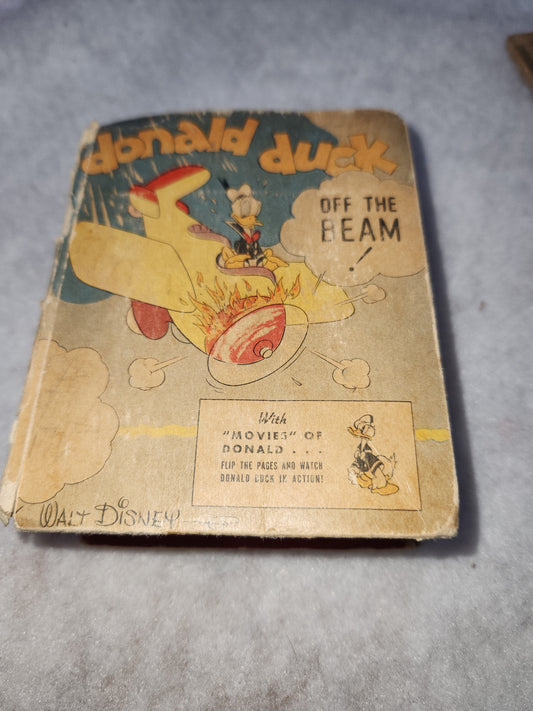 donald duck
OFF THE
BEAM
!
With
"MOVIES" OF
DONALD . . .
FLIP THE PAGES AND WATCH
DONALD DUCK IN ACTION!
WALT DISNEY